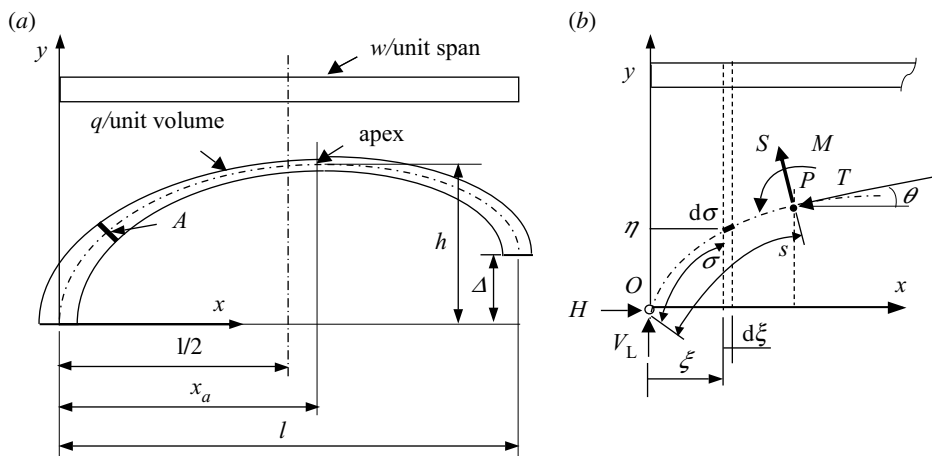 (a)
y
w/unit span
q/unit volume
apex
A
h
Δ
x
l/2
x_a
l
(b)
y
S
M
P
T
θ
dσ
η
σ
s
O
x
H
V_L
dξ
ξ